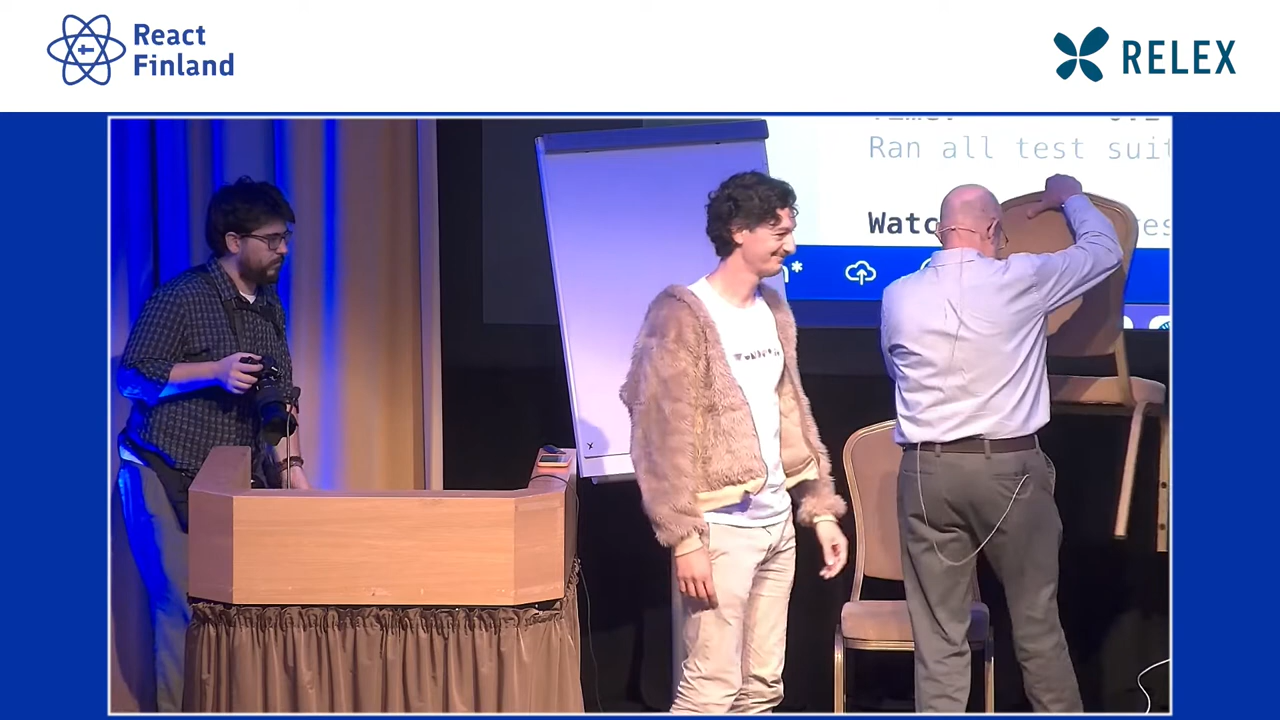 React
Finland
RELEX
Ran all test suit
Watc